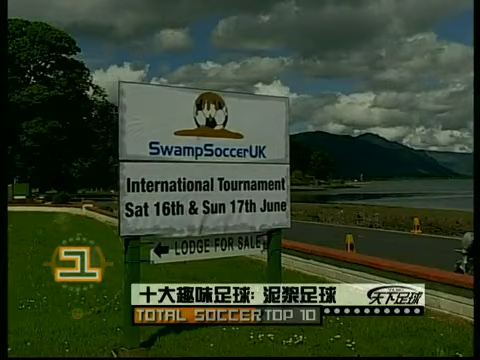 SwampSoccerUK
International Tournament
Sat 16th & Sun 17th June
LODGE FOR SALE
1
十大趣味足球: 泥浆足球
天下足球
TOTAL SOCCER TOP 10